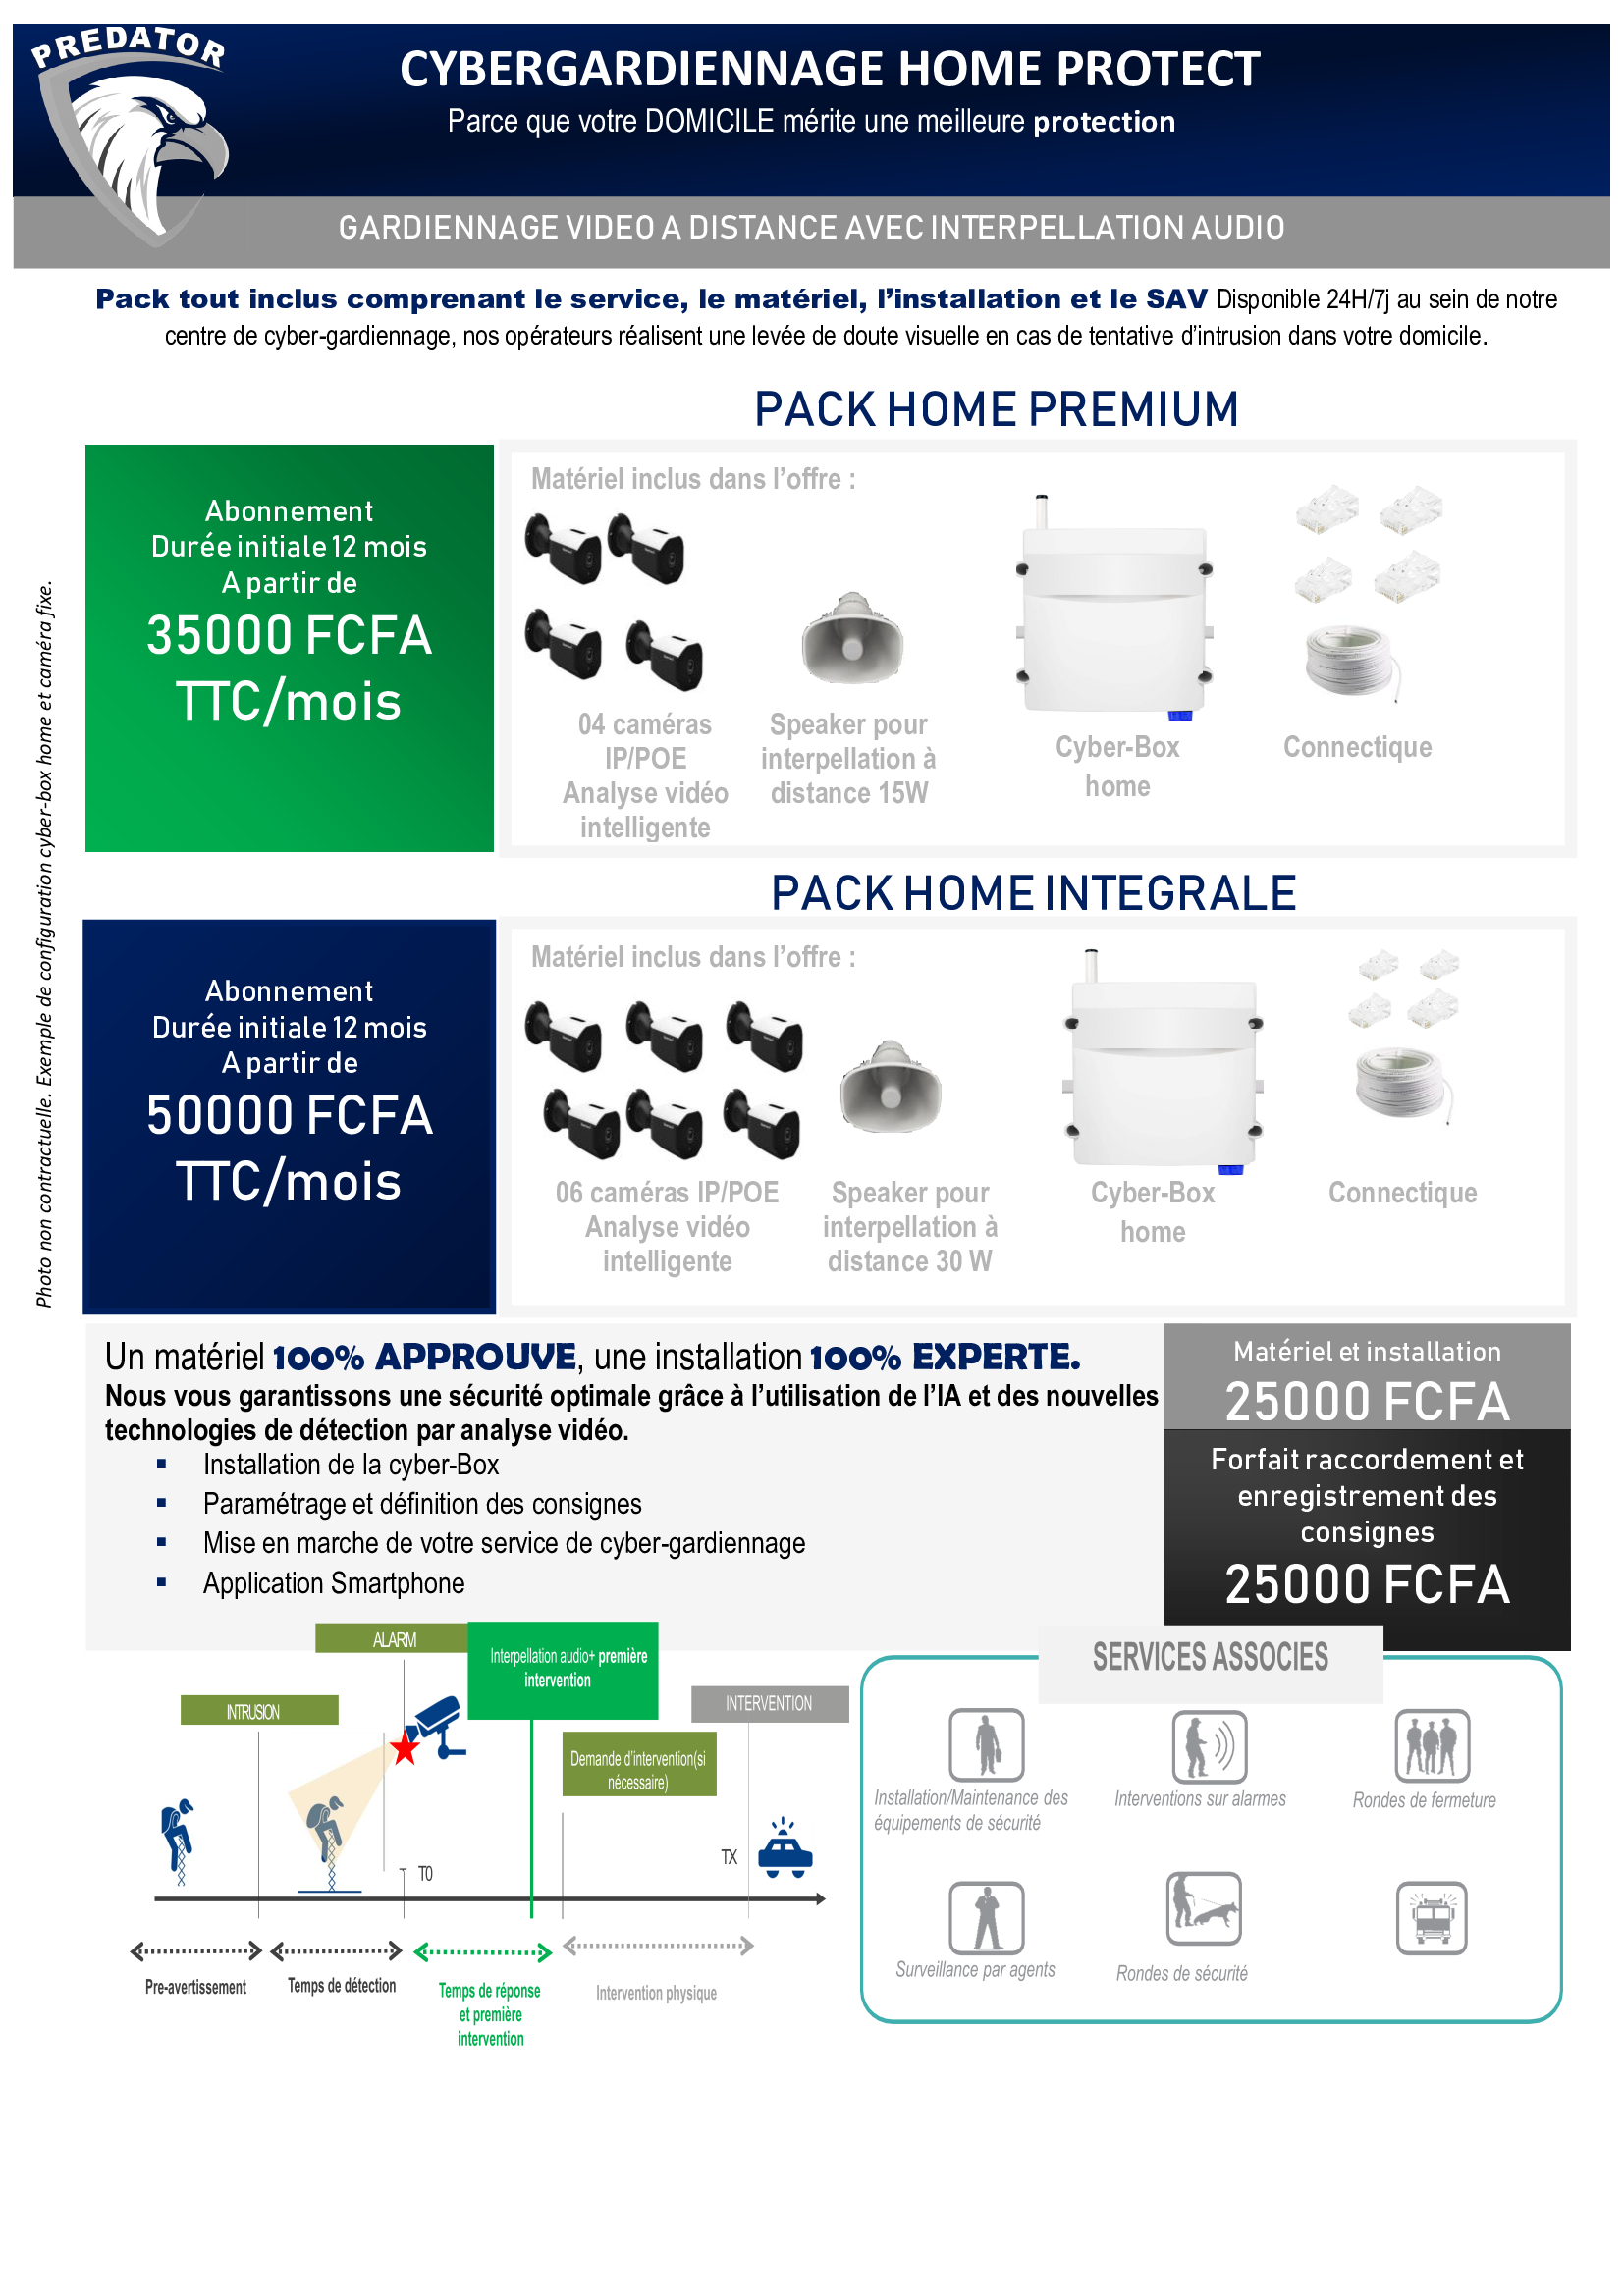 PREDATOR
CYBERGARDIENNAGE HOME PROTECT
Parce que votre DOMICILE mérite une meilleure protection
GARDIENNAGE VIDEO A DISTANCE AVEC INTERPELLATION AUDIO
Pack tout inclus comprenant le service, le matériel, l’installation et le SAV Disponible 24H/7j au sein de notre
centre de cyber-gardiennage, nos opérateurs réalisent une levée de doute visuelle en cas de tentative d’intrusion dans votre domicile.
PACK HOME PREMIUM
Abonnement
Durée initiale 12 mois
A partir de
35000 FCFA
TTC/mois
Matériel inclus dans l’offre :
04 caméras
IP/POE
Analyse vidéo
intelligente
Speaker pour
interpellation à
distance 15W
Cyber-Box
home
Connectique
PACK HOME INTEGRALE
Abonnement
Durée initiale 12 mois
A partir de
50000 FCFA
TTC/mois
Matériel inclus dans l’offre :
06 caméras IP/POE
Analyse vidéo
intelligente
Speaker pour
interpellation à
distance 30 W
Cyber-Box
home
Connectique
Photo non contractuelle. Exemple de configuration cyber-box home et caméra fixe.
Un matériel 100% APPROUVE, une installation 100% EXPERTE.
Nous vous garantissons une sécurité optimale grâce à l’utilisation de l’IA et des nouvelles
technologies de détection par analyse vidéo.
▪ Installation de la cyber-Box
▪ Paramétrage et définition des consignes
▪ Mise en marche de votre service de cyber-gardiennage
▪ Application Smartphone
Matériel et installation
25000 FCFA
Forfait raccordement et
enregistrement des
consignes
25000 FCFA
ALARM
Interpellation audio+ première
intervention
INTRUSION
INTERVENTION
Demande d’intervention(si
nécessaire)
T0
TX
Pre-avertissement
Temps de détection
Temps de réponse
et première
intervention
Intervention physique
SERVICES ASSOCIES
Installation/Maintenance des
équipements de sécurité
Interventions sur alarmes
Rondes de fermeture
Surveillance par agents
Rondes de sécurité